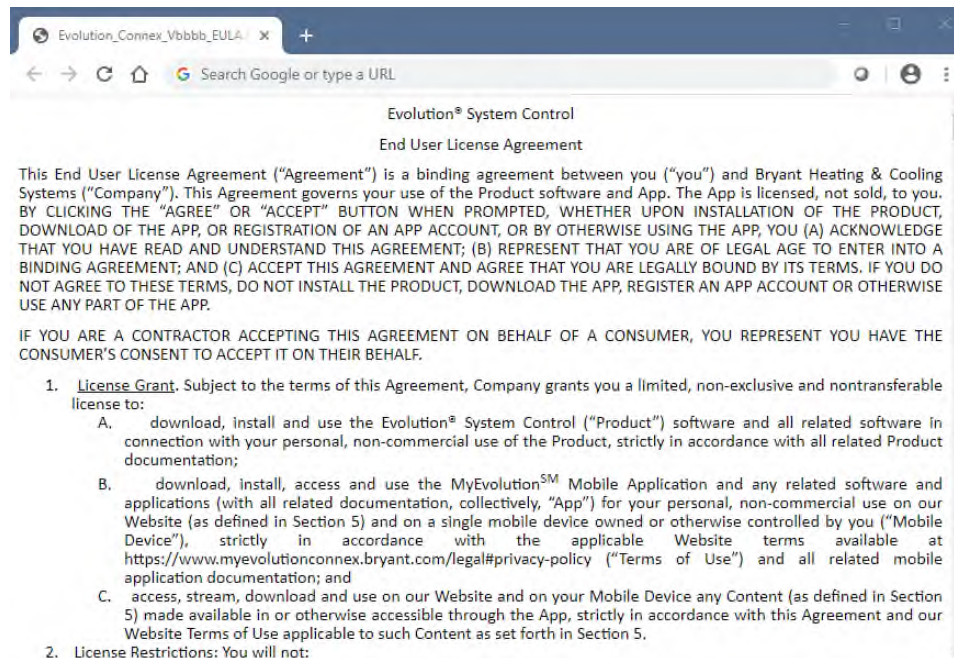 Evolution_Connex_Vbbbb_EULA
Search Google or type a URL
Evolution® System Control
End User License Agreement
This End User License Agreement (“Agreement”) is a binding agreement between you (“you”) and Bryant Heating & Cooling
Systems (“Company”). This Agreement governs your use of the Product software and App. The App is licensed, not sold, to you.
BY CLICKING THE “AGREE” OR “ACCEPT” BUTTON WHEN PROMPTED, WHETHER UPON INSTALLATION OF THE PRODUCT,
DOWNLOAD OF THE APP, OR REGISTRATION OF AN APP ACCOUNT, OR BY OTHERWISE USING THE APP, YOU (A) ACKNOWLEDGE
THAT YOU HAVE READ AND UNDERSTAND THIS AGREEMENT; (B) REPRESENT THAT YOU ARE OF LEGAL AGE TO ENTER INTO A
BINDING AGREEMENT; AND (C) ACCEPT THIS AGREEMENT AND AGREE THAT YOU ARE LEGALLY BOUND BY ITS TERMS. IF YOU DO
NOT AGREE TO THESE TERMS, DO NOT INSTALL THE PRODUCT, DOWNLOAD THE APP, REGISTER AN APP ACCOUNT OR OTHERWISE
USE ANY PART OF THE APP.
IF YOU ARE A CONTRACTOR ACCEPTING THIS AGREEMENT ON BEHALF OF A CONSUMER, YOU REPRESENT YOU HAVE THE
CONSUMER’S CONSENT TO ACCEPT IT ON THEIR BEHALF.
1. License Grant. Subject to the terms of this Agreement, Company grants you a limited, non-exclusive and nontransferable
license to:
A. download, install and use the Evolution® System Control (“Product”) software and all related software in
connection with your personal, non-commercial use of the Product, strictly in accordance with all related Product
documentation;
B. download, install, access and use the MyEvolution℠ Mobile Application and any related software and
applications (with all related documentation, collectively, “App”) for your personal, non-commercial use on our
Website (as defined in Section 5) and on a single mobile device owned or otherwise controlled by you (“Mobile
Device”), strictly in accordance with the applicable Website terms available at
https://www.myevolutionconnex.bryant.com/legal#privacy-policy (“Terms of Use”) and all related mobile
application documentation; and
C. access, stream, download and use on our Website and on your Mobile Device any Content (as defined in Section
5) made available in or otherwise accessible through the App, strictly in accordance with this Agreement and our
Website Terms of Use applicable to such Content as set forth in Section 5.
2. License Restrictions: You will not: